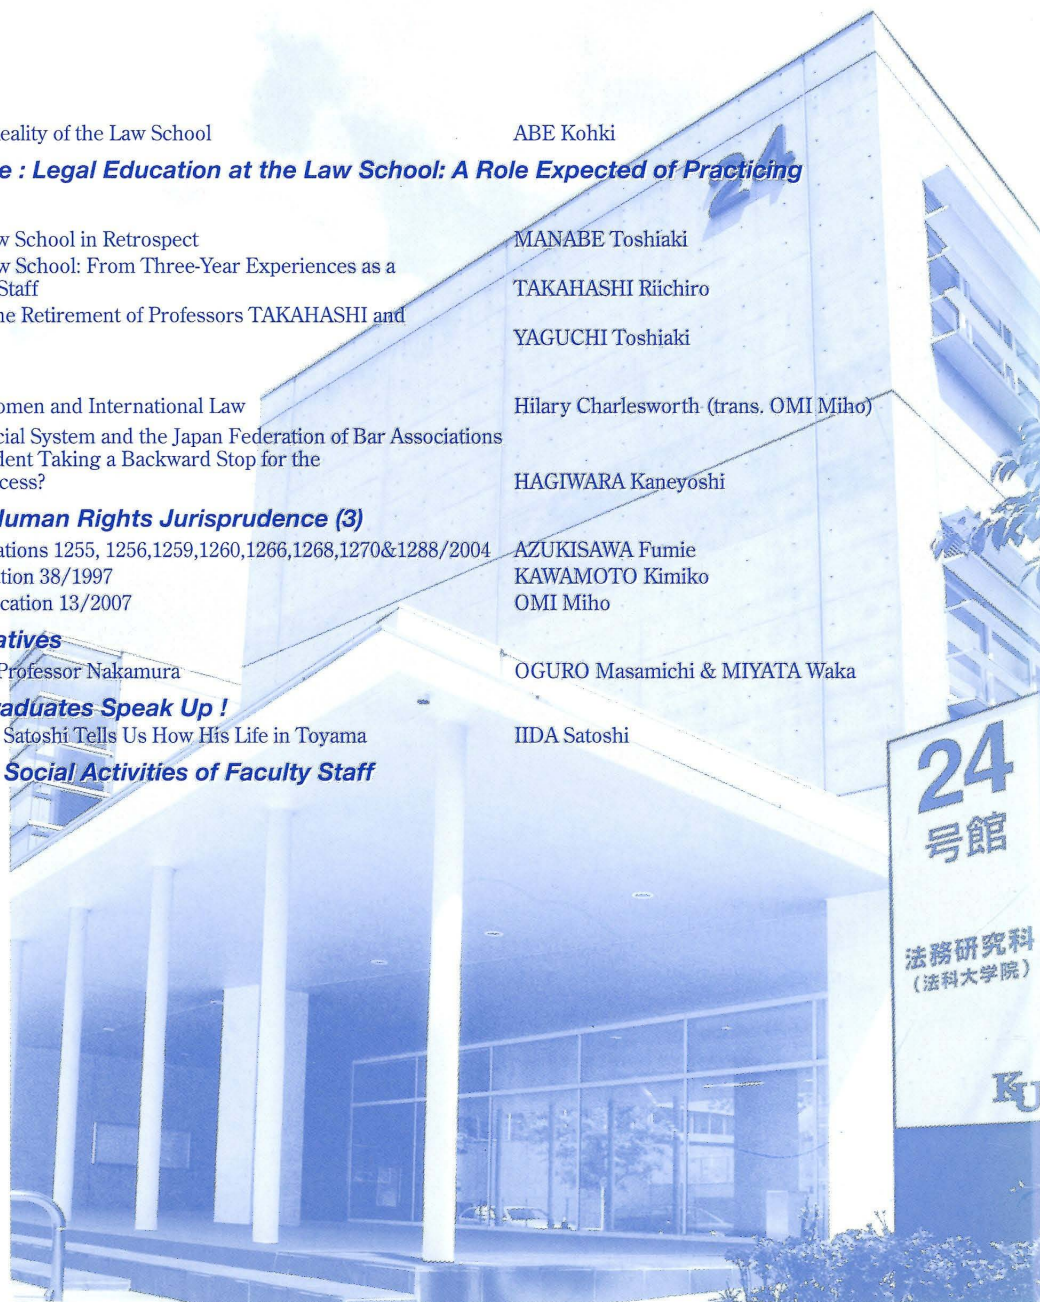 eality of the Law School ABE Kohki
e : Legal Education at the Law School: A Role Expected of Practicing
24
w School in Retrospect MANABE Toshiaki
w School: From Three-Year Experiences as a
Staff TAKAHASHI Riichiro
he Retirement of Professors TAKAHASHI and
YAGUCHI Toshiaki
omen and International Law Hilary Charlesworth (trans. OMI Miho)
cial System and the Japan Federation of Bar Associations
dent Taking a Backward Stop for the
cess? HAGIWARA Kaneyoshi
Human Rights Jurisprudence (3)
ations 1255, 1256,1259,1260,1266,1268,1270&1288/2004 AZUKISAWA Fumie
tion 38/1997 KAWAMOTO Kimiko
cation 13/2007 OMI Miho
atives
Professor Nakamura OGURO Masamichi & MIYATA Waka
raduates Speak Up !
Satoshi Tells Us How His Life in Toyama IIDA Satoshi
Social Activities of Faculty Staff
24
号館
法務研究科
(法科大学院)
KU